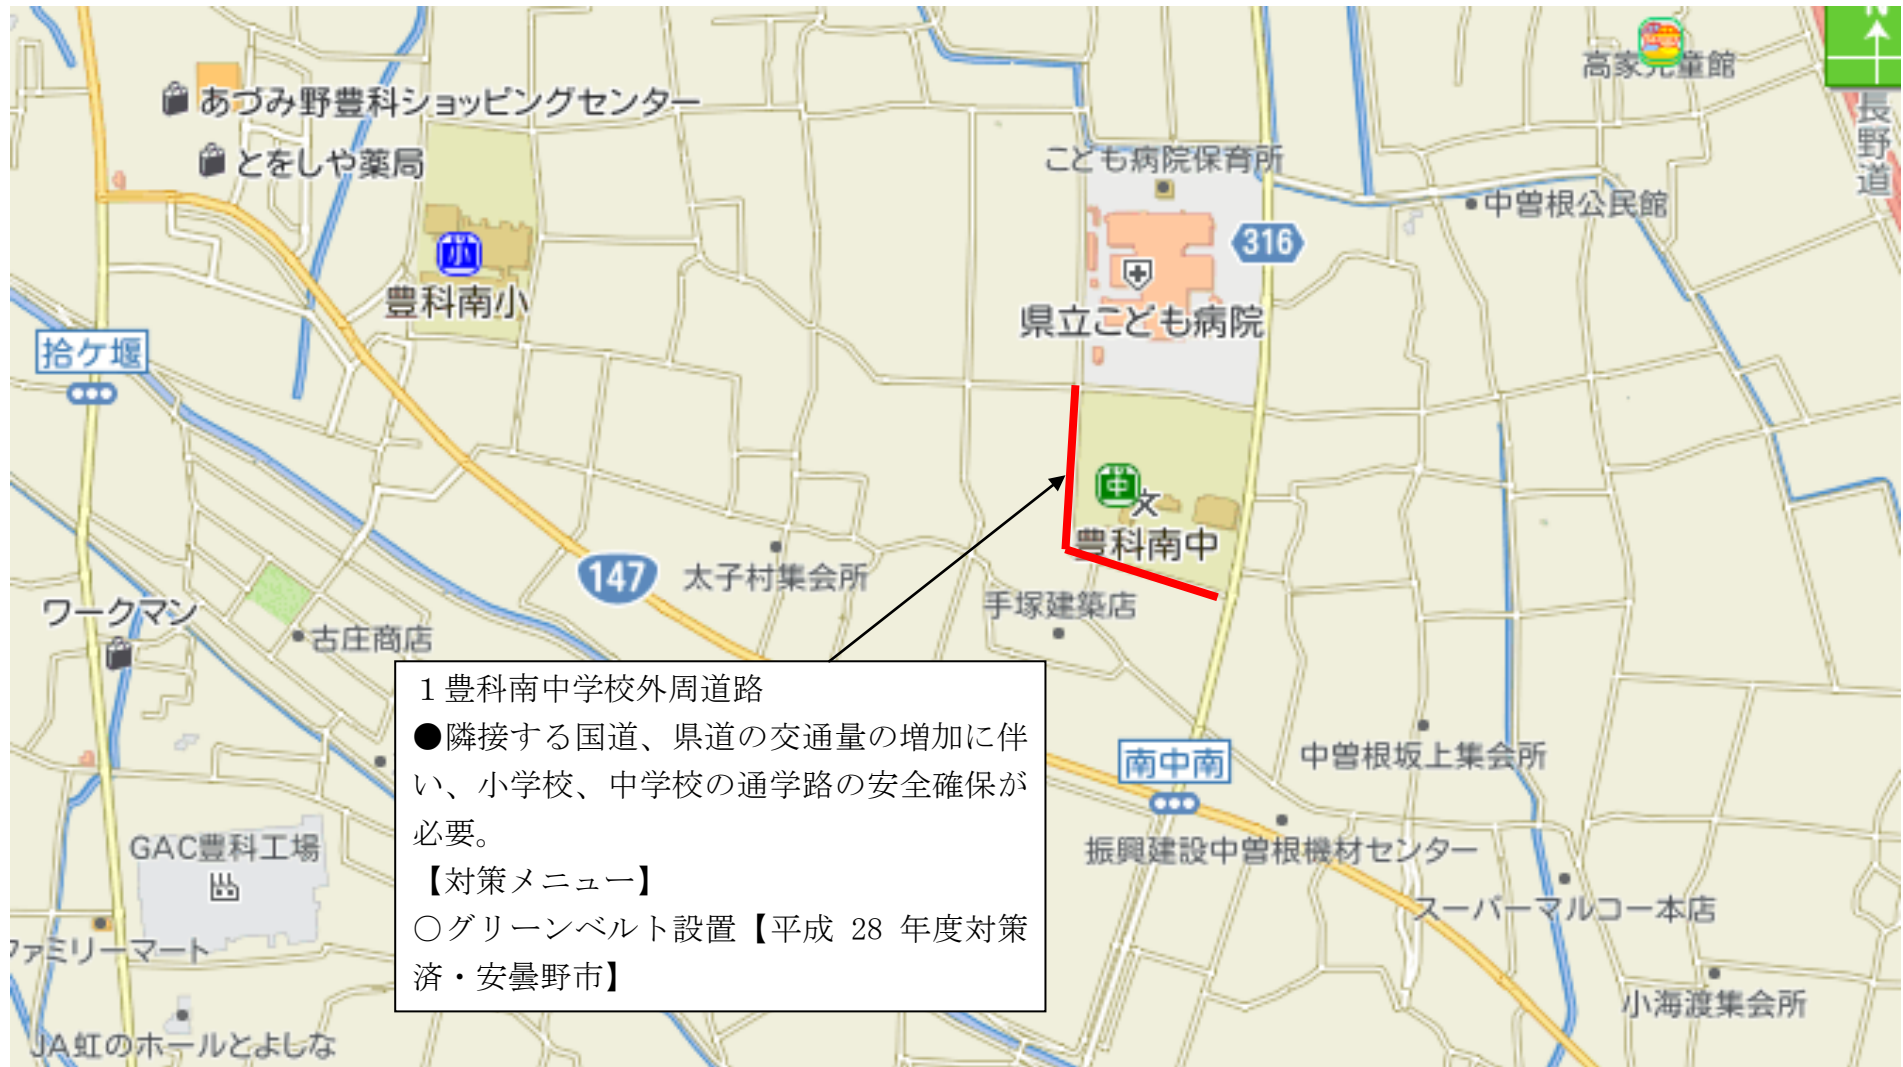 N
高家児童館
長野道
あづみ野豊科ショッピングセンター
とをしや薬局
こども病院保育所
中曽根公民館
316
小
豊科南小
県立こども病院
拾ケ堰
中
文
豊科南中
147
太子村集会所
手塚建築店
ワークマン
古庄商店
1豊科南中学校外周道路
●隣接する国道、県道の交通量の増加に伴
い、小学校、中学校の通学路の安全確保が
必要。
【対策メニュー】
○グリーンベルト設置【平成 28 年度対策
済・安曇野市】
南中南
中曽根坂上集会所
振興建設中曽根機材センター
GAC豊科工場
スーパーマルコー本店
ファミリーマート
小海渡集会所
JA虹のホールとよしな